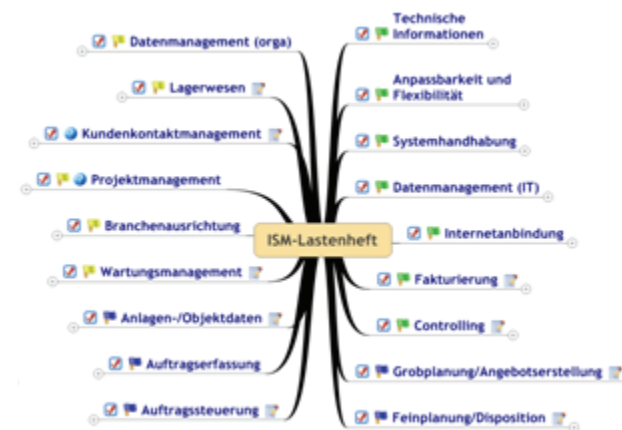 Datenmanagement (orga)
Lagerwesen
Kundenkontaktmanagement
Projektmanagement
Branchenausrichtung
Wartungsmanagement
Anlagen-/Objektdaten
Auftragserfassung
Auftragssteuerung
ISM-Lastenheft
Technische
Informationen
Anpassbarkeit und
Flexibilität
Systemhandhabung
Datenmanagement (IT)
Internetanbindung
Fakturierung
Controlling
Grobplanung/Angebotserstellung
Feinplanung/Disposition